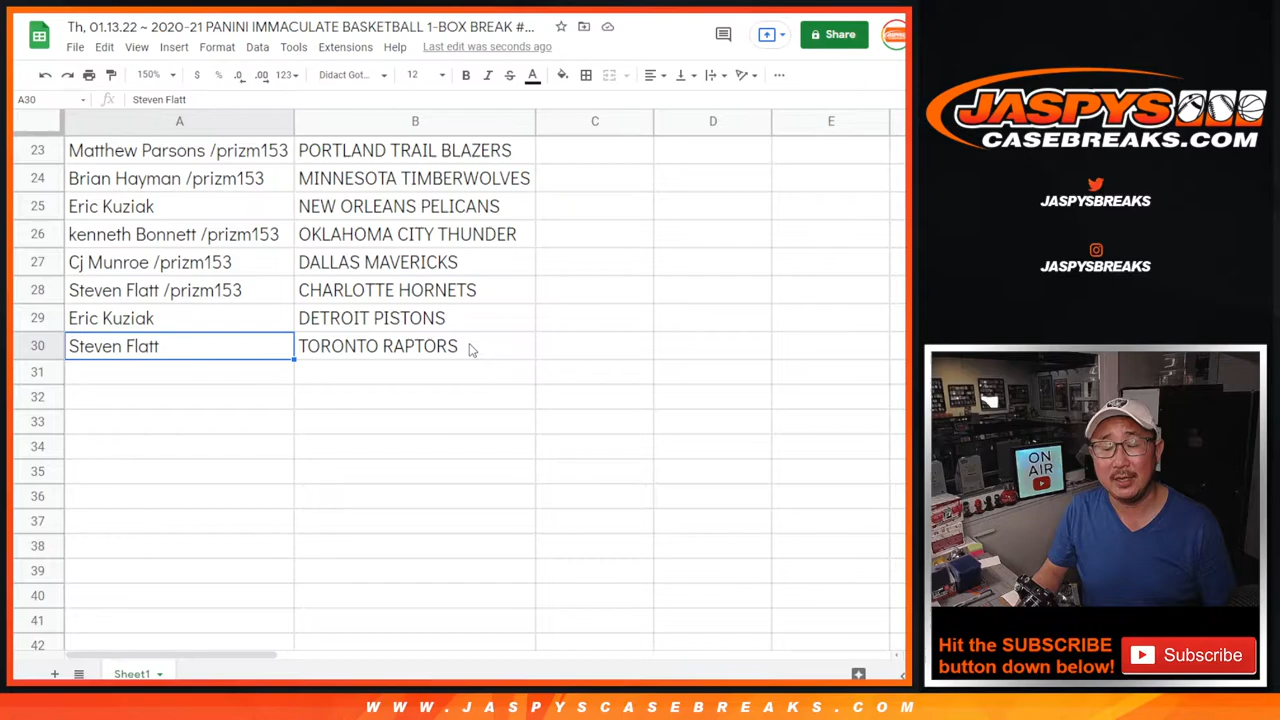 Th, 01.13.22 ~ 2020-21 PANINI IMMACULATE BASKETBALL 1-BOX BREAK #...
File Edit View Insert Format Data Tools Extensions Help Last edit was seconds ago
Share
150% $ % .0 .00 123 Didact Got... 12 B I S A
A30 fx Steven Flatt
A B C D E
23 Matthew Parsons /prizm153 PORTLAND TRAIL BLAZERS
24 Brian Hayman /prizm153 MINNESOTA TIMBERWOLVES
25 Eric Kuziak NEW ORLEANS PELICANS
26 kenneth Bonnett /prizm153 OKLAHOMA CITY THUNDER
27 Cj Munroe /prizm153 DALLAS MAVERICKS
28 Steven Flatt /prizm153 CHARLOTTE HORNETS
29 Eric Kuziak DETROIT PISTONS
30 Steven Flatt TORONTO RAPTORS
31
32
33
34
35
36
37
38
39
40
41
42
Sheet1
JASPYS
CASEBREAKS.COM
JASPYSBREAKS
JASPYSBREAKS
ON
AIR
Hit the SUBSCRIBE
button down below!
Subscribe
WWW.JASPYSCASEBREAKS.COM